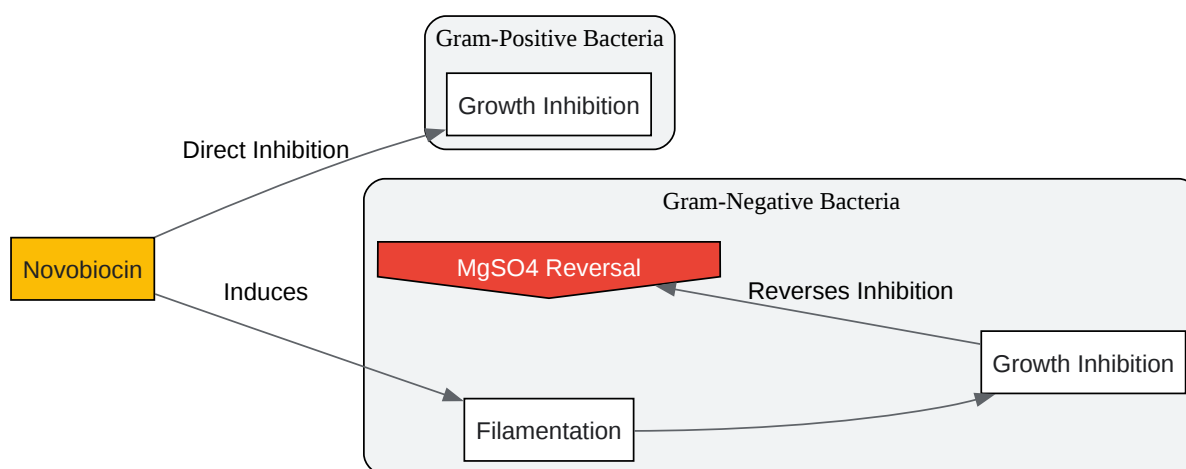 Gram-Positive Bacteria
Growth Inhibition
Direct Inhibition
Gram-Negative Bacteria
Novobiocin
MgSO4 Reversal
Induces
Reverses Inhibition
Growth Inhibition
Filamentation